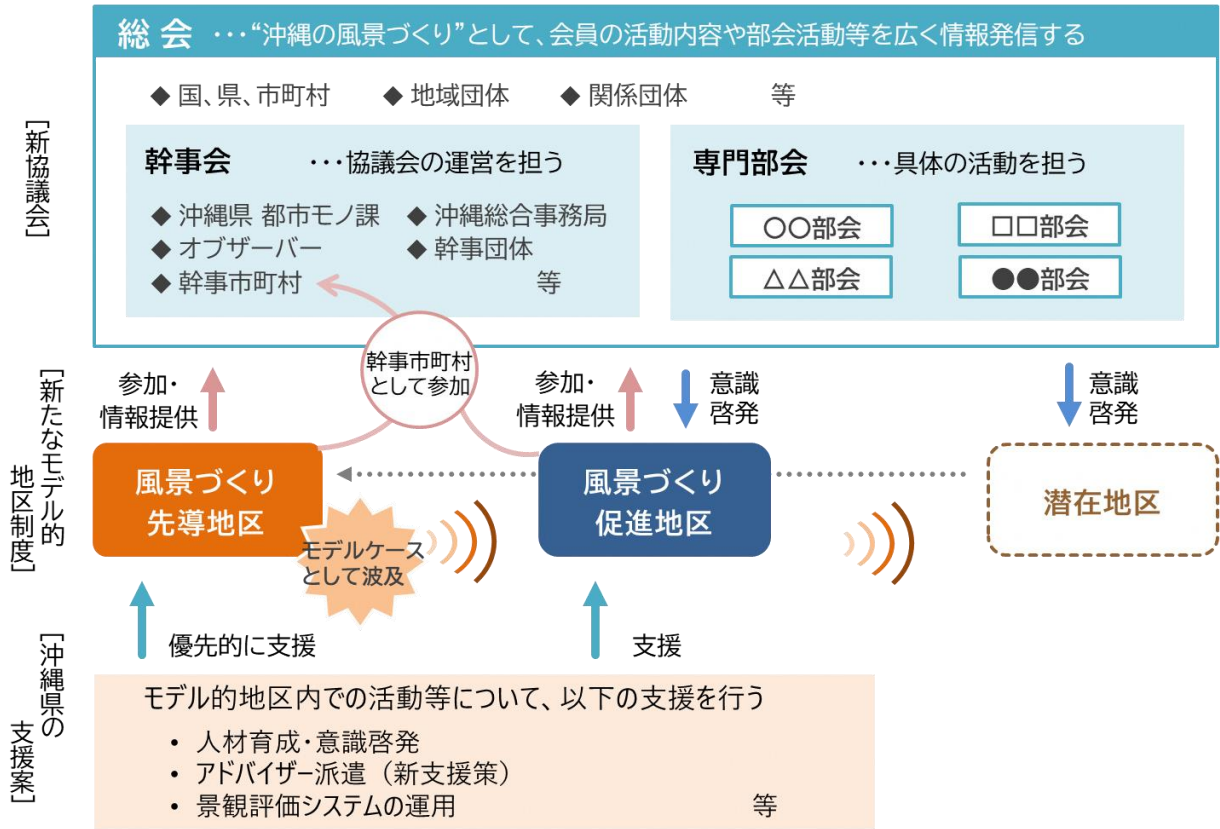 総会 ･･･“沖縄の風景づくり”として、会員の活動内容や部会活動等を広く情報発信する
◆ 国、県、市町村 ◆ 地域団体 ◆ 関係団体 等
[新協議会]
幹事会 ･･･協議会の運営を担う
◆ 沖縄県 都市モノ課 ◆ 沖縄総合事務局
◆ オブザーバー ◆ 幹事団体
◆ 幹事市町村 等
専門部会 ･･･具体の活動を担う
〇〇部会
□□部会
△△部会
●●部会
[新たなモデル的
地区制度]
参加・
情報提供
幹事市町村
として参加
参加・
情報提供
意識
啓発
意識
啓発
風景づくり
先導地区
モデルケース
として波及
風景づくり
促進地区
潜在地区
[沖縄県の
支援案]
優先的に支援
支援
モデル的地区内での活動等について、以下の支援を行う
• 人材育成・意識啓発
• アドバイザー派遣（新支援策）
• 景観評価システムの運用 等